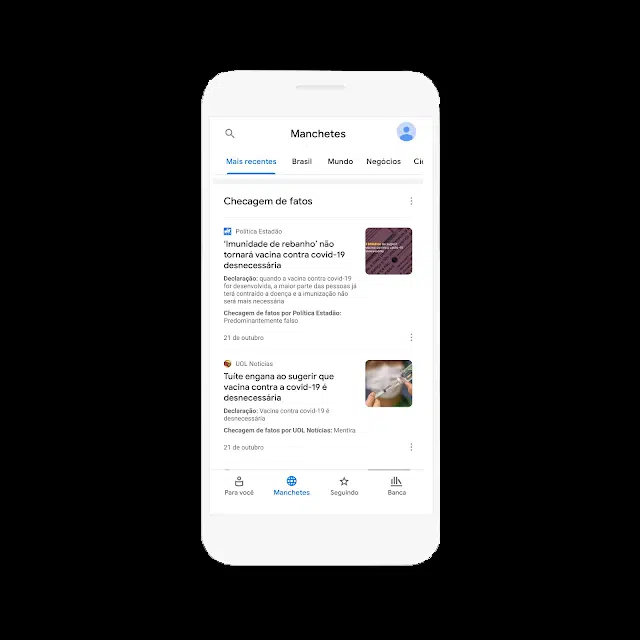 Manchetes
Mais recentes Brasil Mundo Negócios
Checagem de fatos
Política Estadão
'Imunidade de rebanho' não
tornará vacina contra covid-19
desnecessária
Declaração: quando a vacina contra covid-19
for desenvolvida, a maior parte das pessoas já
terá contraído a doença e a imunização não
será mais necessária
Checagem de fatos por Política Estadão:
Predominantemente falso
21 de outubro
UOL Notícias
Tuíte engana ao sugerir que
vacina contra a covid-19 é
desnecessária
Declaração: Vacina contra covid-19 é
desnecessária
Checagem de fatos por UOL Notícias: Mentira
21 de outubro
Para você Manchetes Seguindo Banca